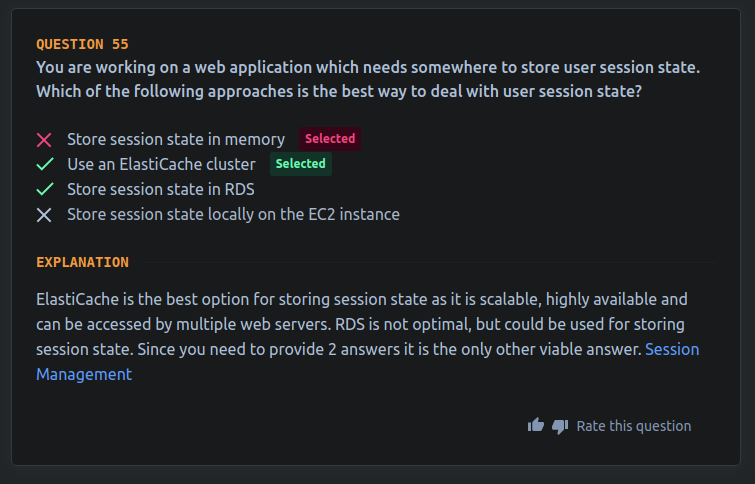 QUESTION 55
You are working on a web application which needs somewhere to store user session state.
Which of the following approaches is the best way to deal with user session state?
Store session state in memory Selected
Use an ElastiCache cluster Selected
Store session state in RDS
Store session state locally on the EC2 instance
EXPLANATION
ElastiCache is the best option for storing session state as it is scalable, highly available and
can be accessed by multiple web servers. RDS is not optimal, but could be used for storing
session state. Since you need to provide 2 answers it is the only other viable answer. Session
Management
Rate this question